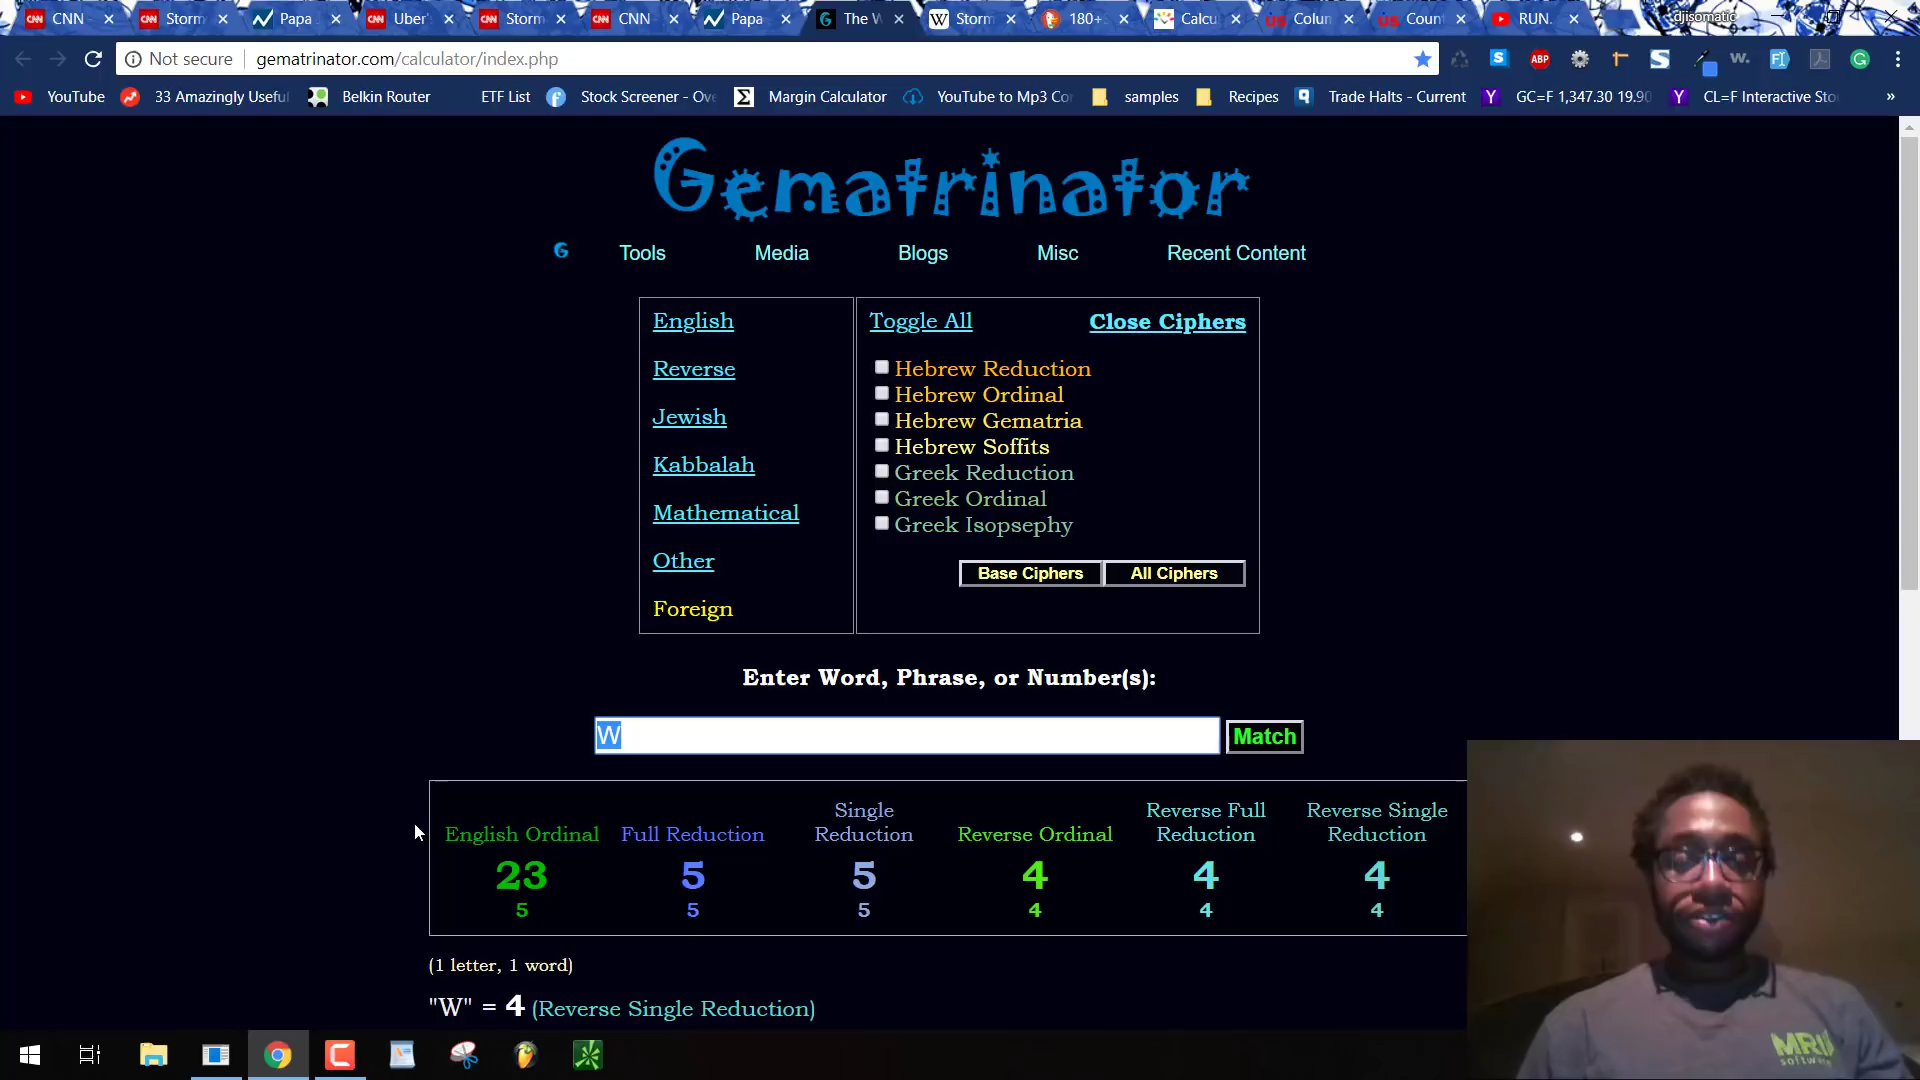 CNN Storm Papa Uber' Storm CNN Papa The W Storm 180+ Calcu Colum Coun RUN. djisomatic
Not secure gematrinator.com/calculator/index.php
YouTube 33 Amazingly Useful Belkin Router ETF List Stock Screener - Ove Margin Calculator YouTube to Mp3 Co samples Recipes Trade Halts - Current GC=F 1,347.30 19.90 CL=F Interactive Sto »
Gematrinator
G Tools Media Blogs Misc Recent Content
English
Reverse
Jewish
Kabbalah
Mathematical
Other
Foreign
Toggle All Close Ciphers
Hebrew Reduction
Hebrew Ordinal
Hebrew Gematria
Hebrew Soffits
Greek Reduction
Greek Ordinal
Greek Isopsephy
Base Ciphers All Ciphers
Enter Word, Phrase, or Number(s):
W Match
English Ordinal Full Reduction Single Reduction Reverse Ordinal Reverse Full Reduction Reverse Single Reduction
23 5 5 4 4 4
5 5 5 4 4 4
(1 letter, 1 word)
"W" = 4 (Reverse Single Reduction)
MRI
software